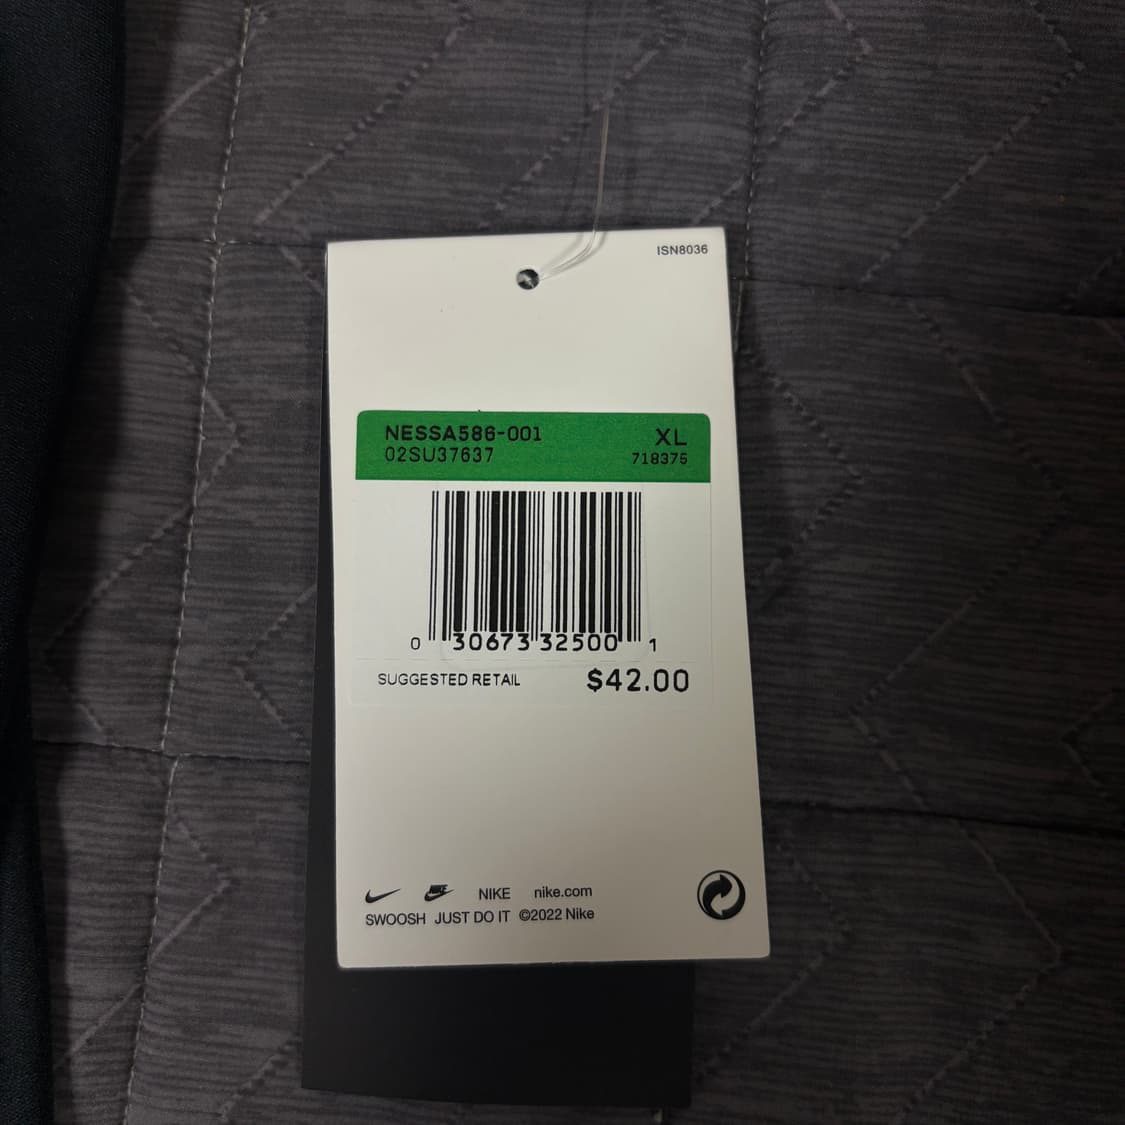 ISN8036
NESSA586-001 XL
02SU37637 718375
0 30673 32500 1
SUGGESTED RETAIL $42.00
NIKE nike.com
SWOOSH JUST DO IT ©2022 Nike